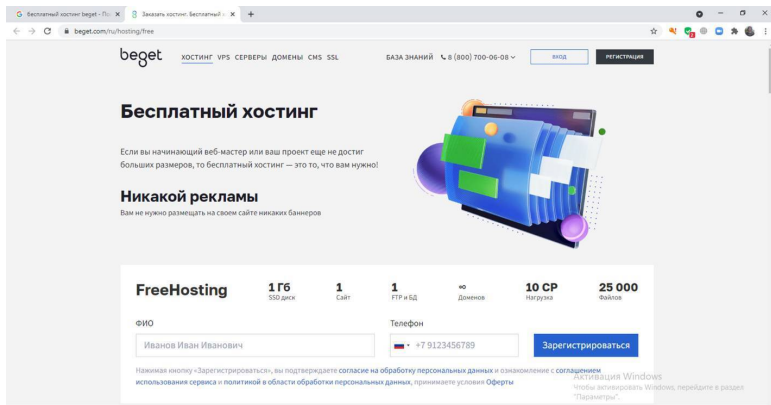 Бесплатный хостинг beget - По
Заказать хостинг. Бесплатный х
beget.com/ru/hosting/free
beget ХОСТИНГ VPS СЕРВЕРЫ ДОМЕНЫ CMS SSL БАЗА ЗНАНИЙ 8 (800) 700-06-08 ВХОД РЕГИСТРАЦИЯ
Бесплатный хостинг
Если вы начинающий веб-мастер или ваш проект еще не достиг
больших размеров, то бесплатный хостинг — это то, что вам нужно!
Никакой рекламы
Вам не нужно размещать на своем сайте никаких баннеров
FreeHosting 1 Гб 1 1 ∞ 10 CP 25 000
SSD диск Сайт FTP и БД Доменов Нагрузка Файлов
ФИО Телефон
Иванов Иван Иванович +7 9123456789 Зарегистрироваться
Нажимая кнопку «Зарегистрироваться», вы подтверждаете согласие на обработку персональных данных и ознакомление с соглашением
использования сервиса и политикой в области обработки персональных данных, принимаете условия Оферты
Активация Windows
Чтобы активировать Windows, перейдите в раздел
"Параметры".